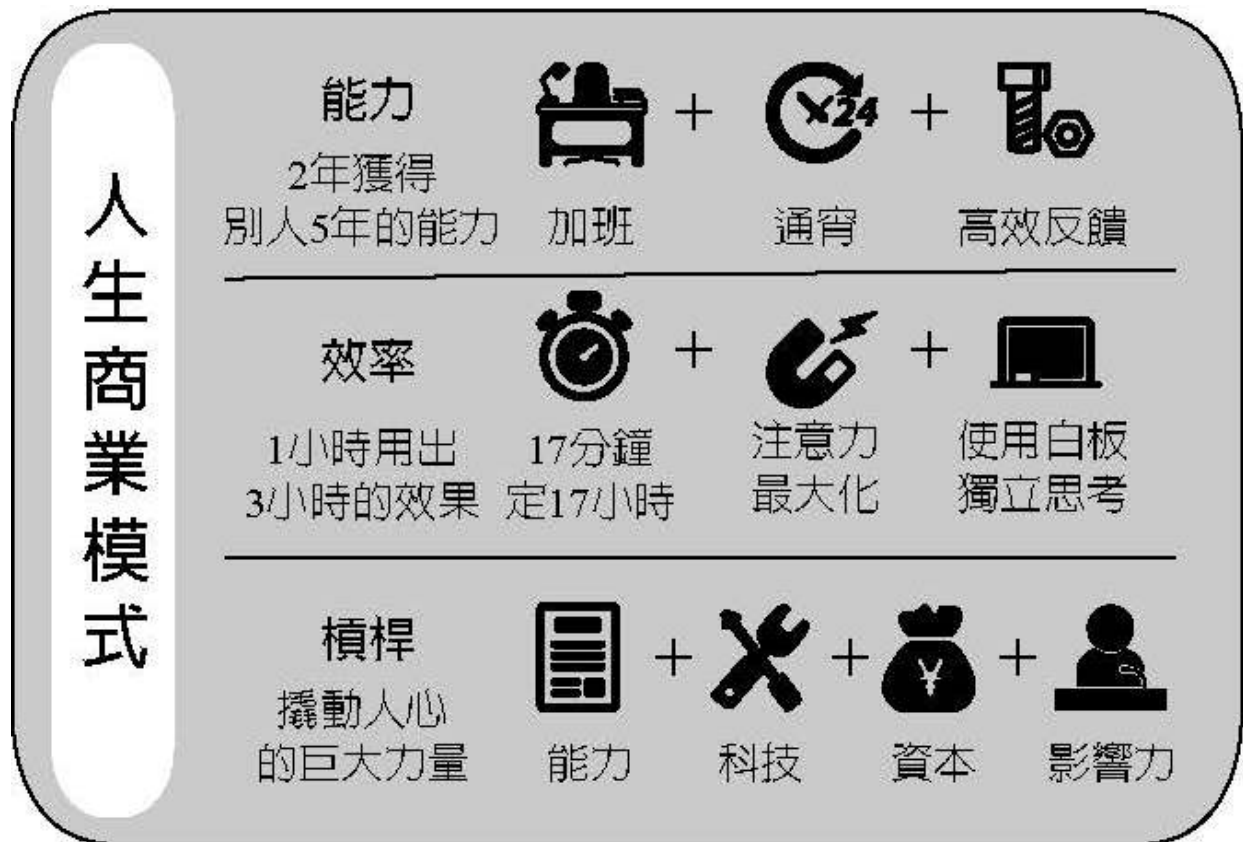 人生商業模式
能力
2年獲得
別人5年的能力
加班
+
通宵
24
+
高效反饋
效率
1小時用出
3小時的效果
17分鐘
定17小時
+
注意力
最大化
+
使用白板
獨立思考
槓桿
撬動人心
的巨大力量
能力
+
科技
+
資本
¥
+
影響力